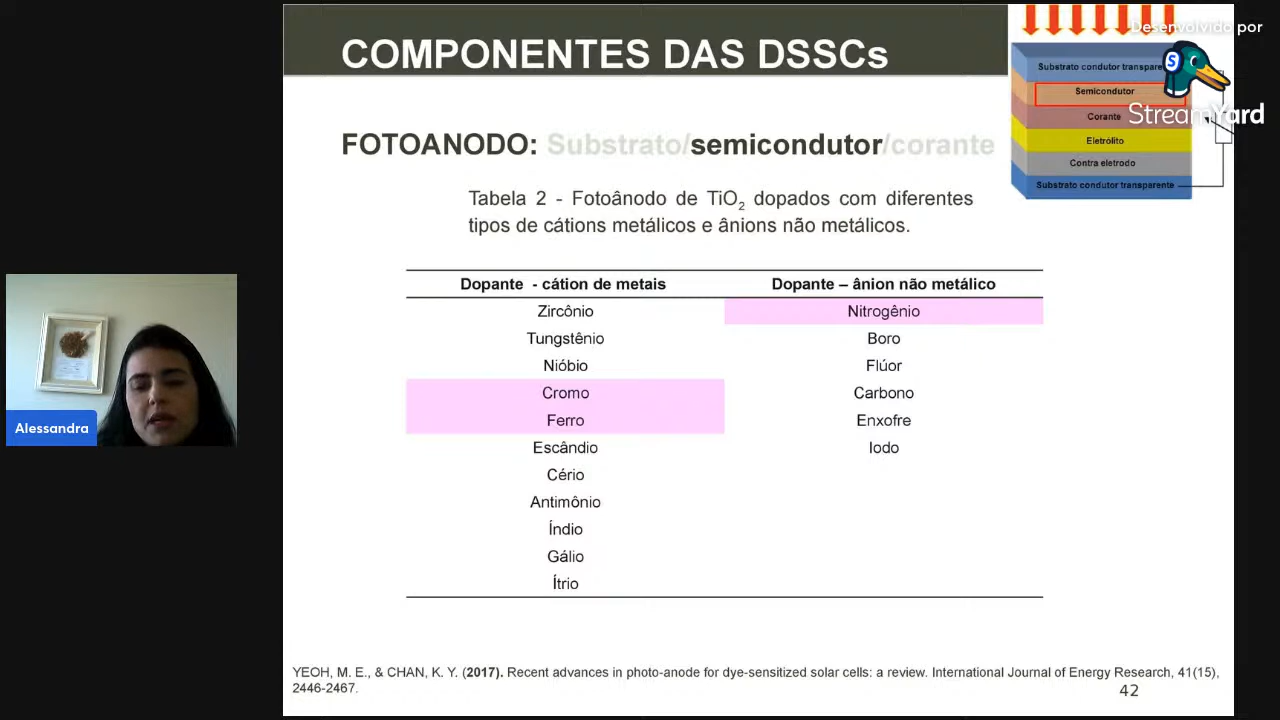 COMPONENTES DAS DSSCs
Desenvolvido por
StreamYard
Substrato condutor transparente
Semicondutor
Corante
Eletrólito
Contra eletrodo
Substrato condutor transparente
FOTOANODO: Substrato/semicondutor/corante
Tabela 2 - Fotoânodo de TiO2 dopados com diferentes
tipos de cátions metálicos e ânions não metálicos.
Dopante - cátion de metais Dopante – ânion não metálico
Zircônio Nitrogênio
Tungstênio Boro
Nióbio Flúor
Cromo Carbono
Ferro Enxofre
Escândio Iodo
Cério
Antimônio
Índio
Gálio
Ítrio
Alessandra
YEOH, M. E., & CHAN, K. Y. (2017). Recent advances in photo-anode for dye-sensitized solar cells: a review. International Journal of Energy Research, 41(15),
2446-2467.
42